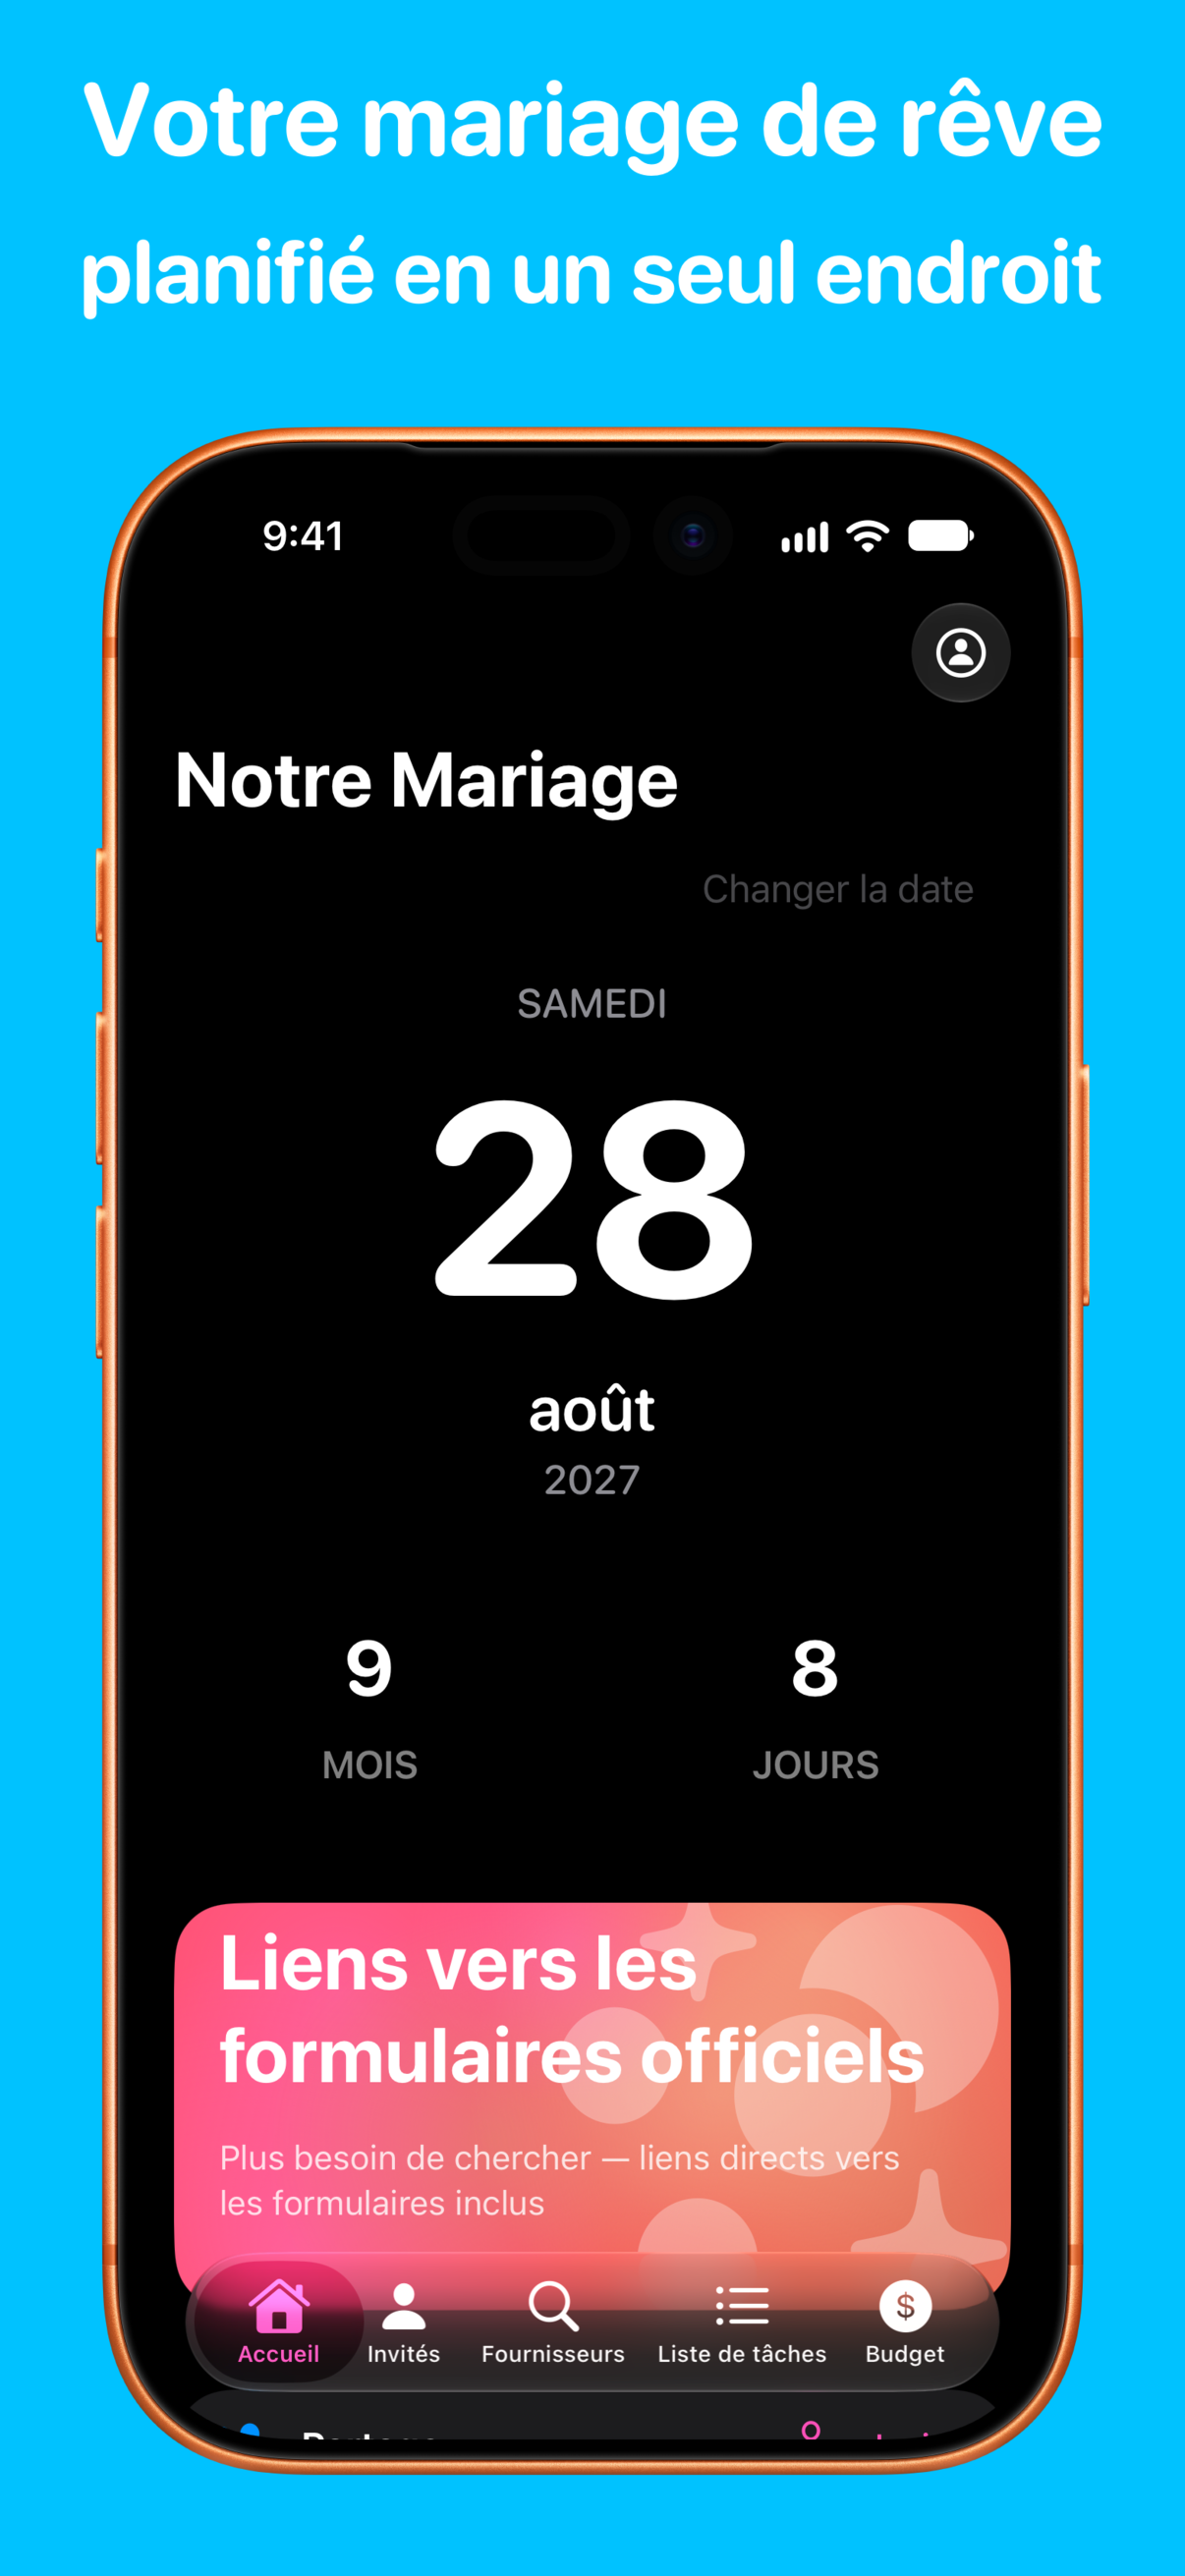 Votre mariage de rêve
planifié en un seul endroit
9:41
Notre Mariage
Changer la date
SAMEDI
28
août
2027
9
8
MOIS
JOURS
Liens vers les
formulaires officiels
Plus besoin de chercher — liens directs vers
les formulaires inclus
$
Accueil
Invités
Fournisseurs
Liste de tâches
Budget